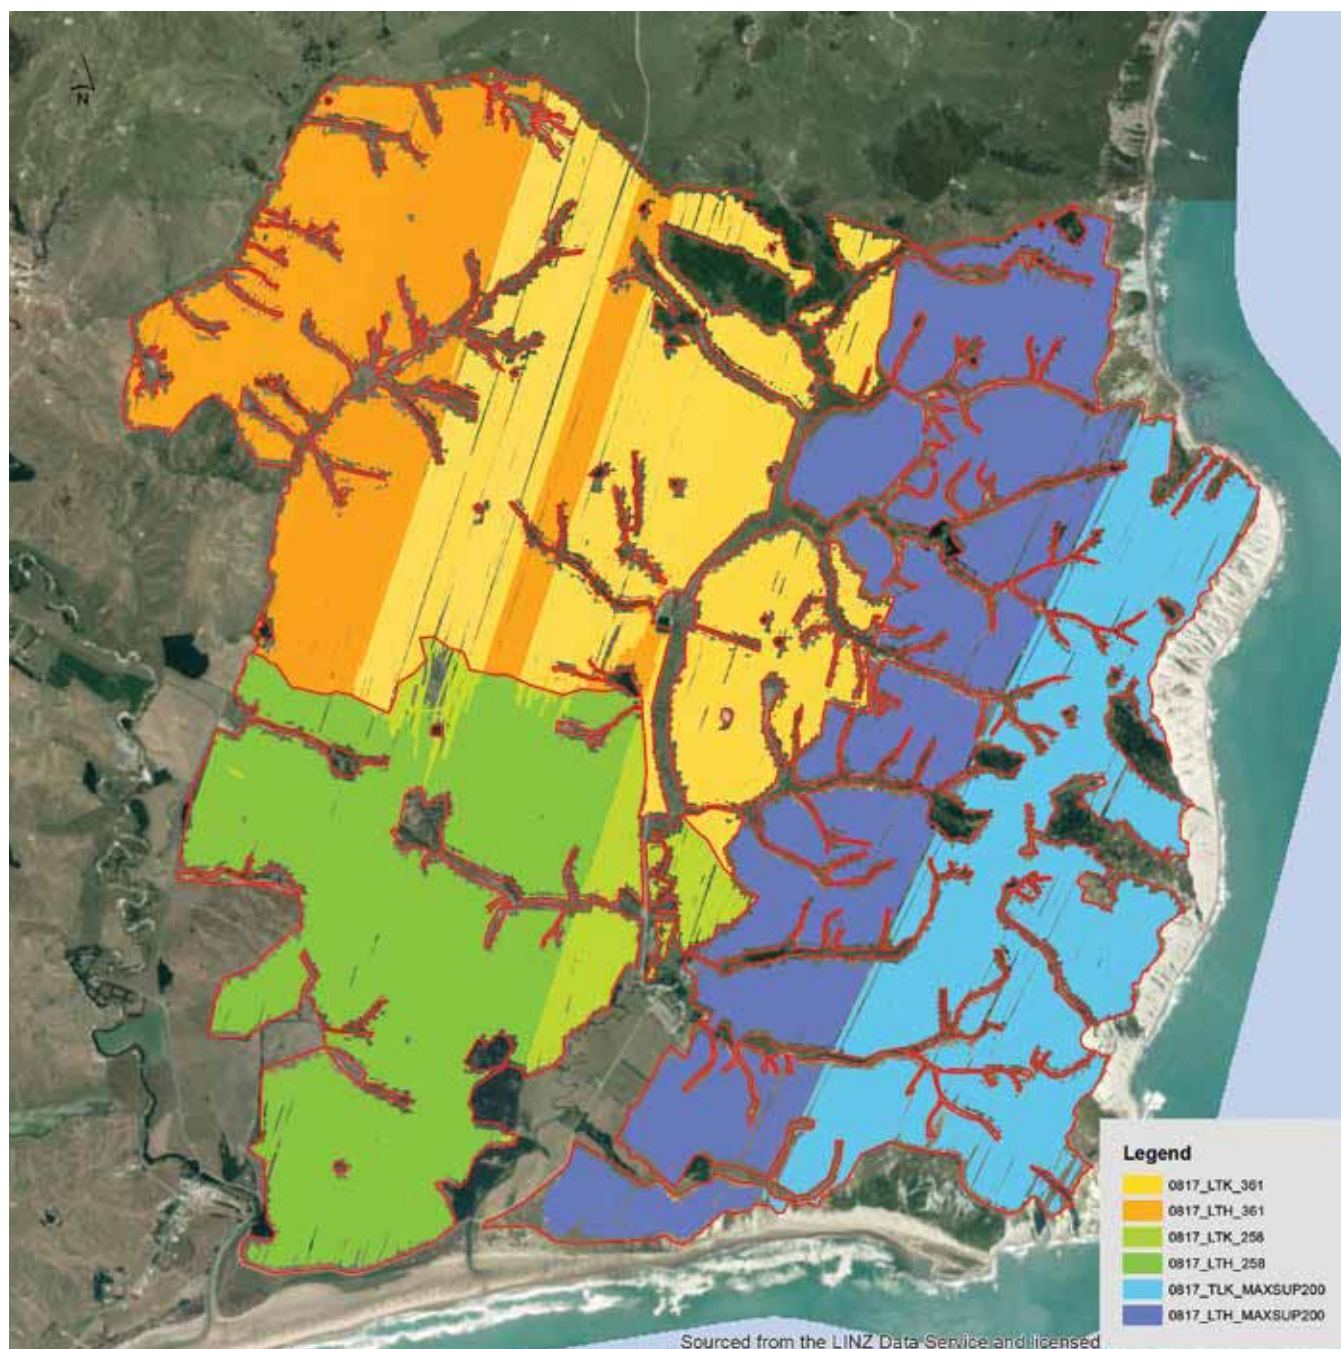 N
Legend
0817_LTK_361
0817_LTH_361
0817_LTK_258
0817_LTH_258
0817_TLK_MAXSUP200
0817_LTH_MAXSUP200
Sourced from the LINZ Data Service and licensed